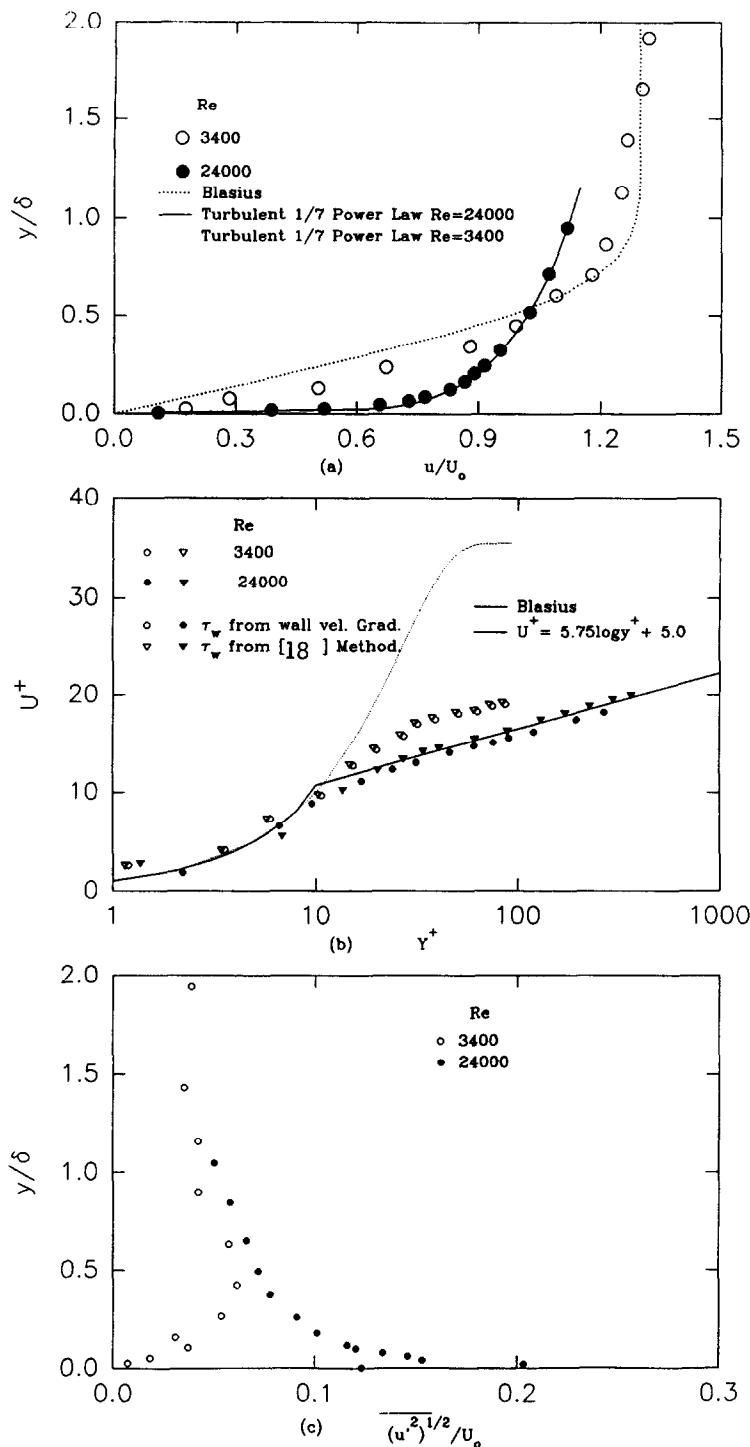 2.0
1.5
1.0
0.5
0.0
y/δ
Re
3400
24000
Blasius
Turbulent 1/7 Power Law Re=24000
Turbulent 1/7 Power Law Re=3400
0.0 0.3 0.6 0.9 1.2 1.5
(a) u/U₀
40
30
20
10
0
U⁺
Re
3400
24000
τw from wall vel. Grad.
τw from [18 ] Method.
Blasius
U⁺= 5.75logy⁺+ 5.0
1 10 100 1000
(b) Y⁺
2.0
1.5
1.0
0.5
0.0
y/δ
Re
3400
24000
0.0 0.1 0.2 0.3
(c) (u'²)¹/²/U₀